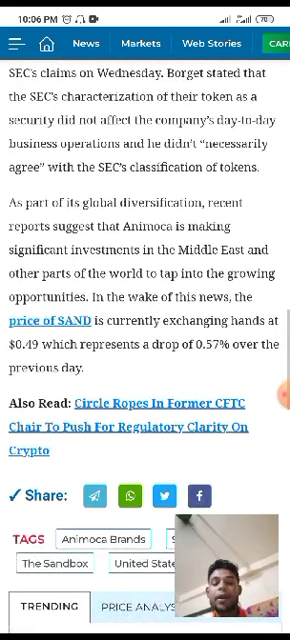 10:06 PM
70
News Markets Web Stories CAR
SEC's claims on Wednesday. Borget stated that
the SEC's characterization of their token as a
security did not affect the company's day-to-day
business operations and he didn't “necessarily
agree” with the SEC's classification of tokens.
As part of its global diversification, recent
reports suggest that Animoca is making
significant investments in the Middle East and
other parts of the world to tap into the growing
opportunities. In the wake of this news, the
price of SAND is currently exchanging hands at
$0.49 which represents a drop of 0.57% over the
previous day.
Also Read: Circle Ropes In Former CFTC
Chair To Push For Regulatory Clarity On
Crypto
✓ Share:
TAGS Animoca Brands S
The Sandbox United State
TRENDING PRICE ANALYS